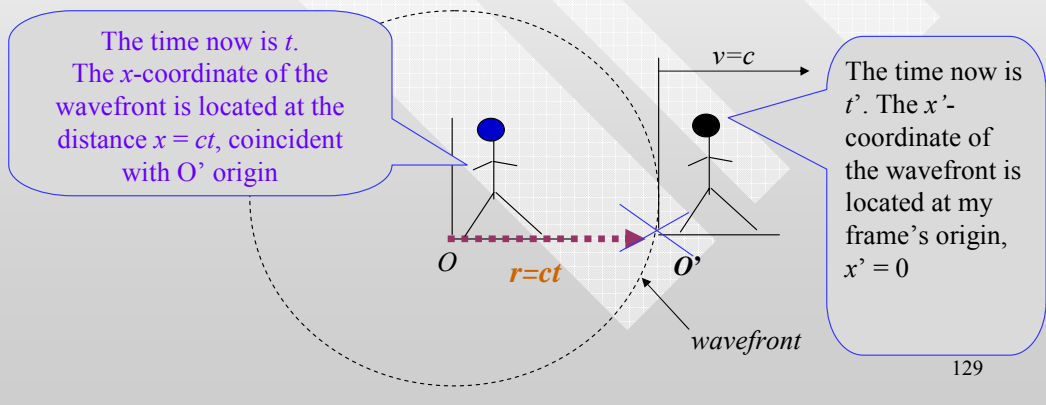 The time now is t.
The x-coordinate of the
wavefront is located at the
distance x = ct, coincident
with O’ origin
v=c
The time now is
t’. The x’-
coordinate of
the wavefront is
located at my
frame’s origin,
x’ = 0
O
r=ct
O’
wavefront
129